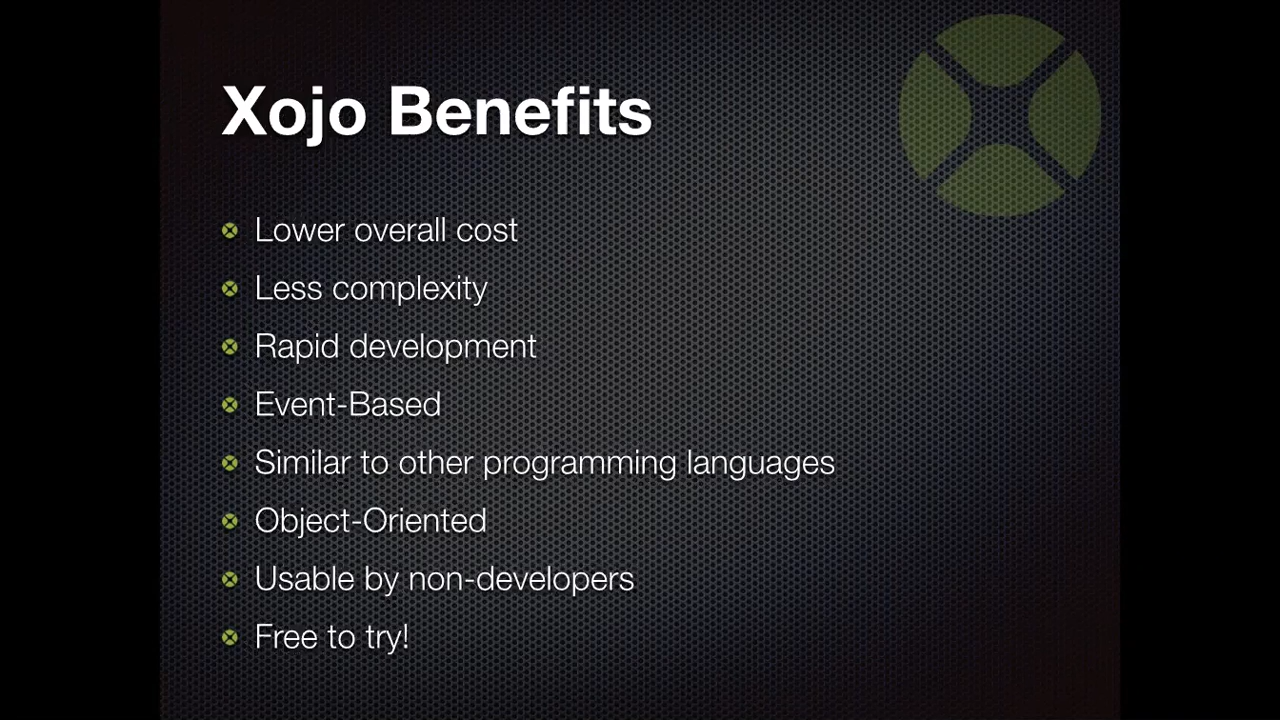 Xojo Benefits
Lower overall cost
Less complexity
Rapid development
Event-Based
Similar to other programming languages
Object-Oriented
Usable by non-developers
Free to try!